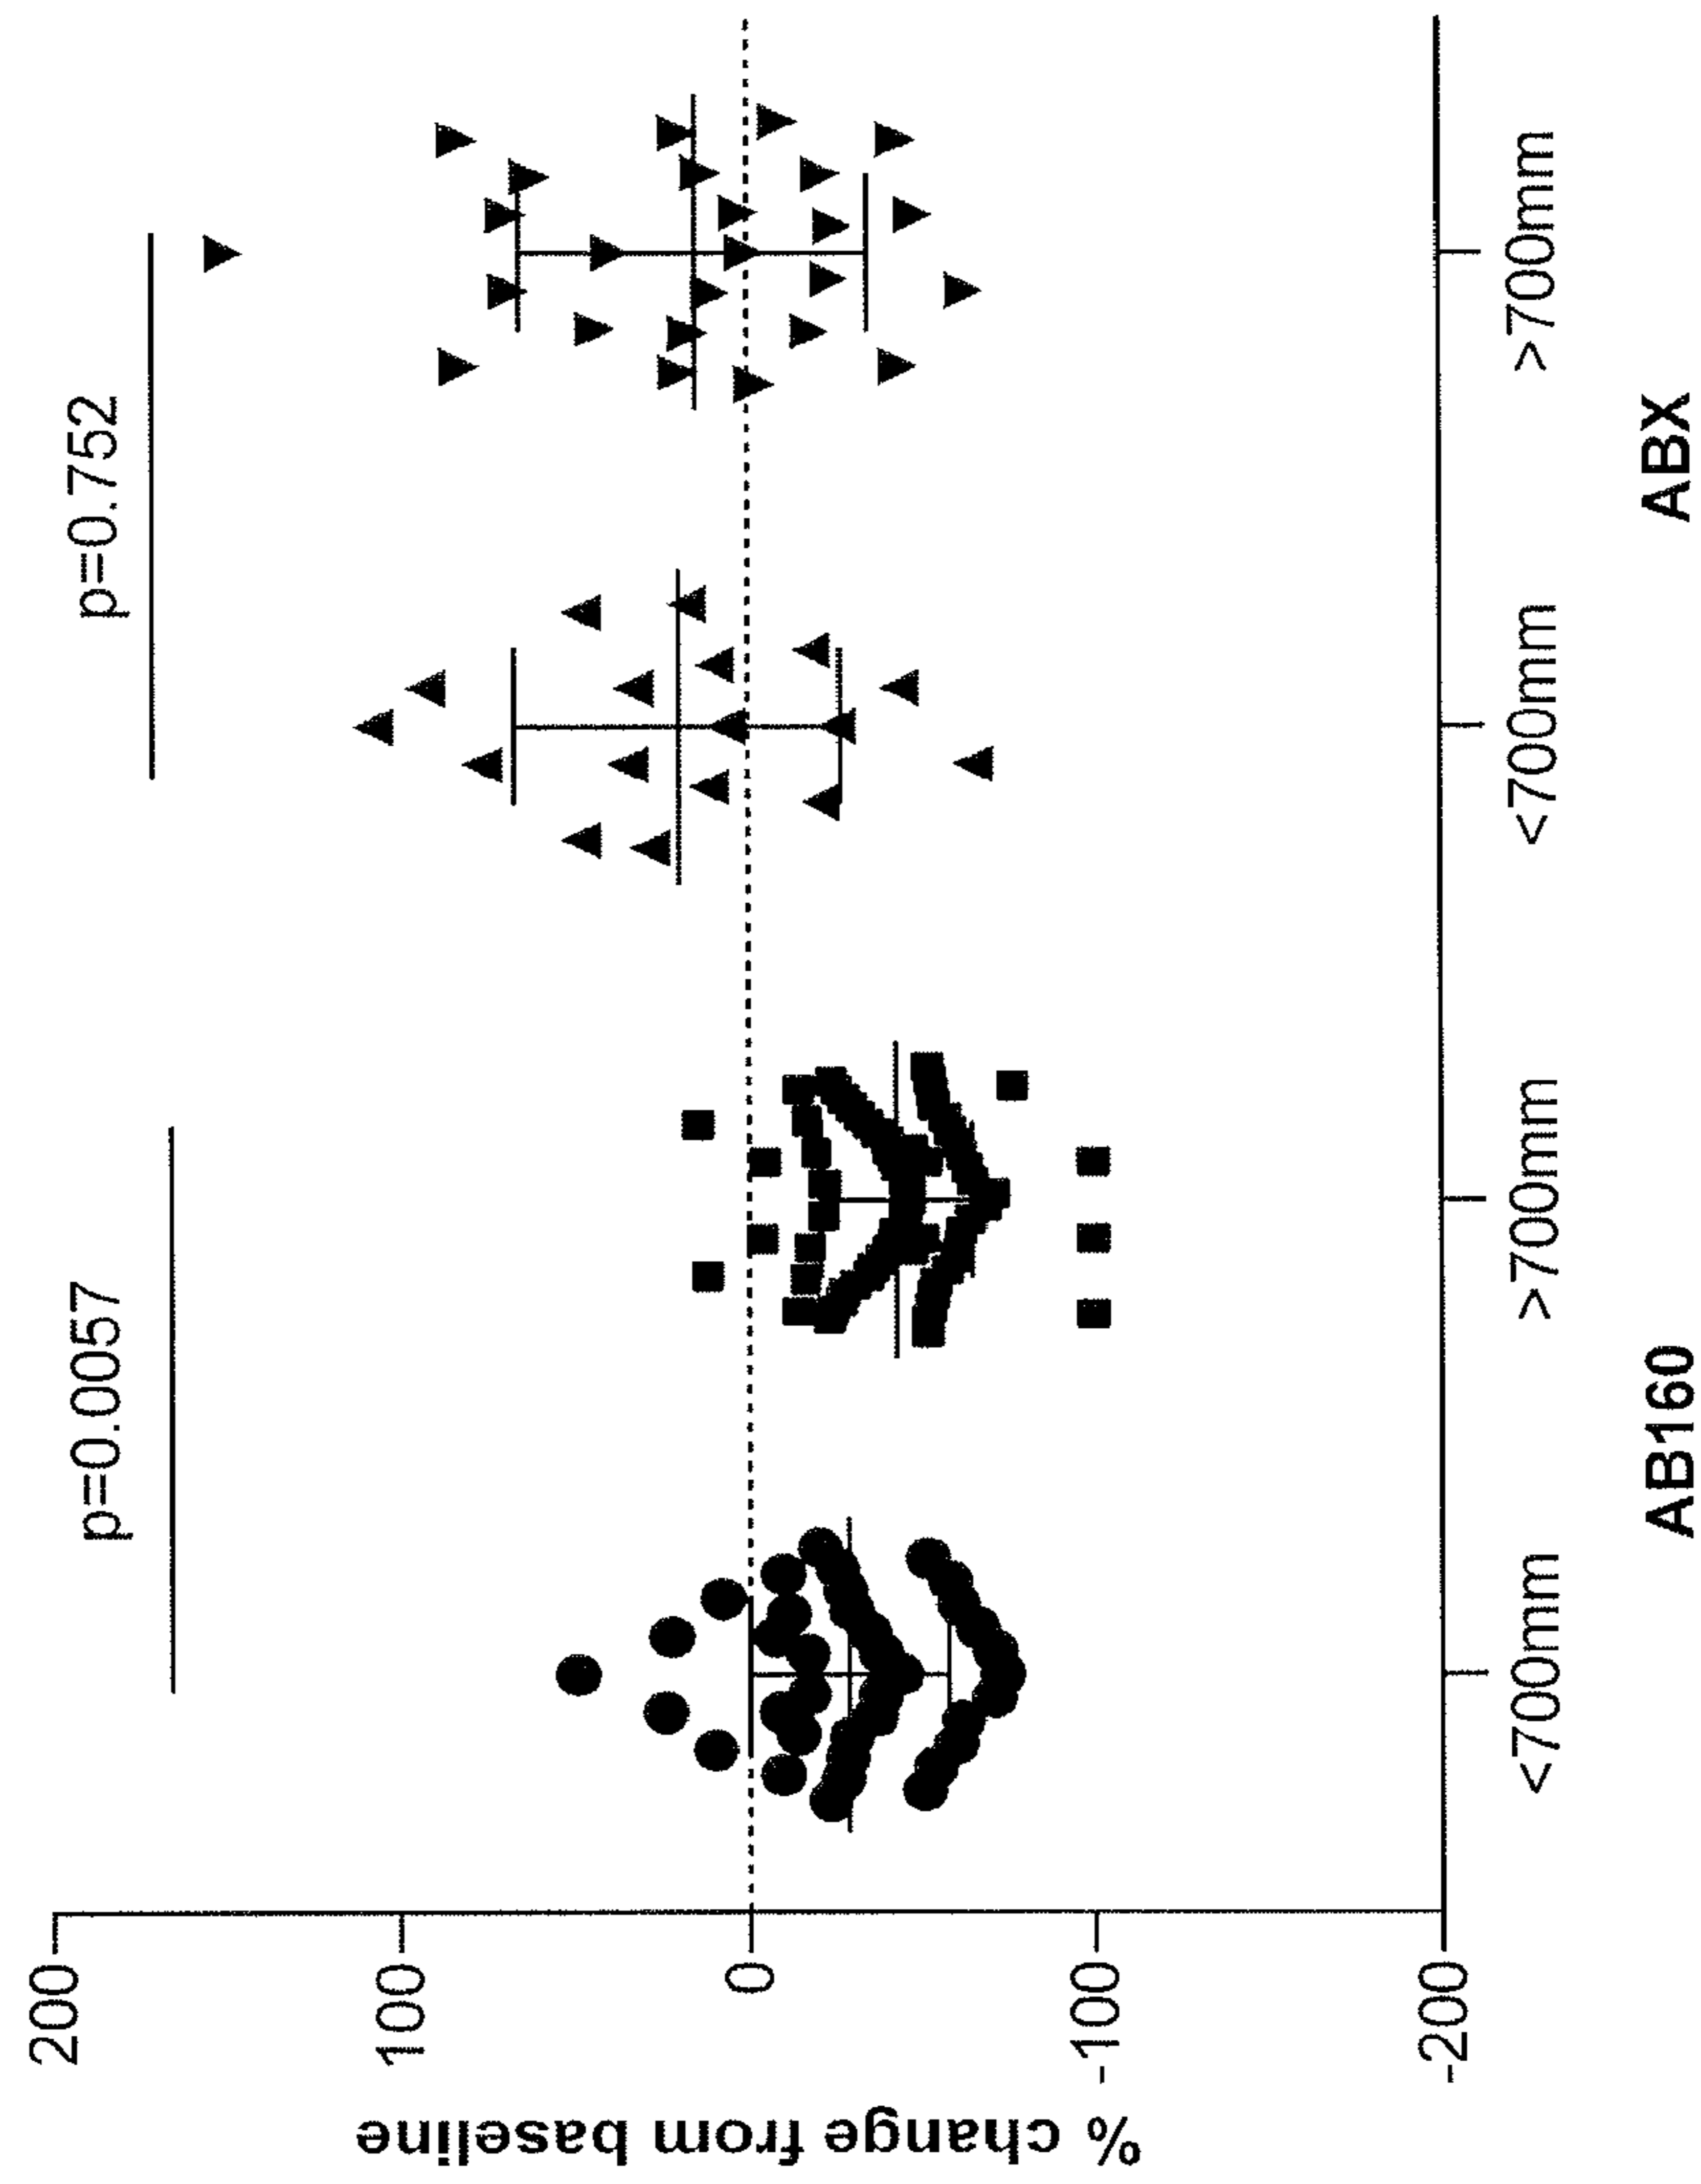 p=0.0057
p=0.752
% change from baseline
200
100
0
-100
-200
<700mm
>700mm
<700mm
>700mm
AB160
ABX